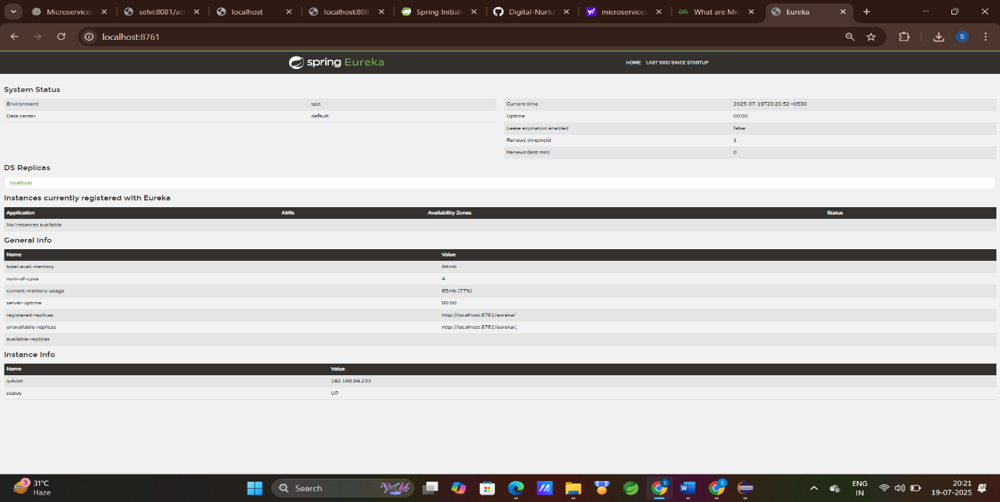 Microservices
selvi:8081/act
localhost
localhost:808
Spring Initial
Digital-Nurtu
microservices
What are Mic
Eureka
localhost:8761
S
spring Eureka
HOME LAST 1000 SINCE STARTUP
System Status
Environment test
Data center default
Current time 2025-07-19T20:20:52 +0530
Uptime 00:00
Lease expiration enabled false
Renews threshold 1
Renews (last min) 0
DS Replicas
localhost
Instances currently registered with Eureka
Application AMIs Availability Zones Status
No instances available
General Info
Name Value
total-avail-memory 84mb
num-of-cpus 4
current-memory-usage 65mb (77%)
server-uptime 00:00
registered-replicas http://localhost:8761/eureka/
unavailable-replicas http://localhost:8761/eureka/,
available-replicas
Instance Info
Name Value
ipAddr 192.168.84.233
status UP
3
31°C
Haze
Search
S
S
ENG
IN
20:21
19-07-2025